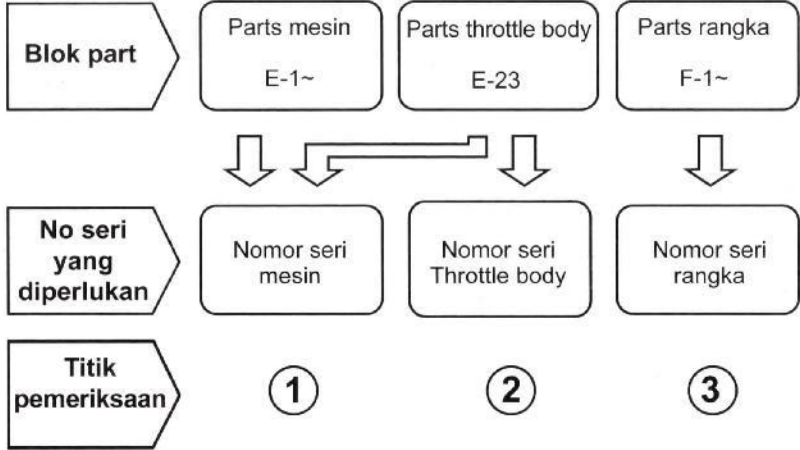 Blok part
Parts mesin
E-1~
Parts throttle body
E-23
Parts rangka
F-1~
No seri
yang
diperlukan
Nomor seri
mesin
Nomor seri
Throttle body
Nomor seri
rangka
Titik
pemeriksaan
1
2
3